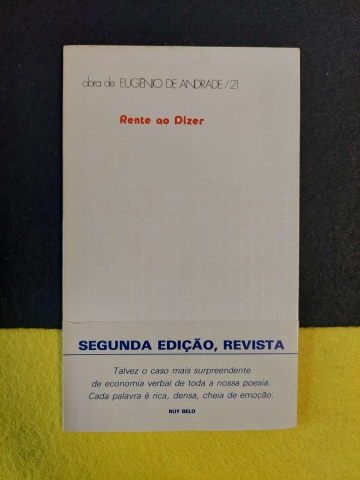 obra de EUGÉNIO DE ANDRADE / 21
Rente ao Dizer
SEGUNDA EDIÇÃO, REVISTA
Talvez o caso mais surpreendente
de economia verbal de toda a nossa poesia.
Cada palavra é rica, densa, cheia de emoção.
RUY BELO